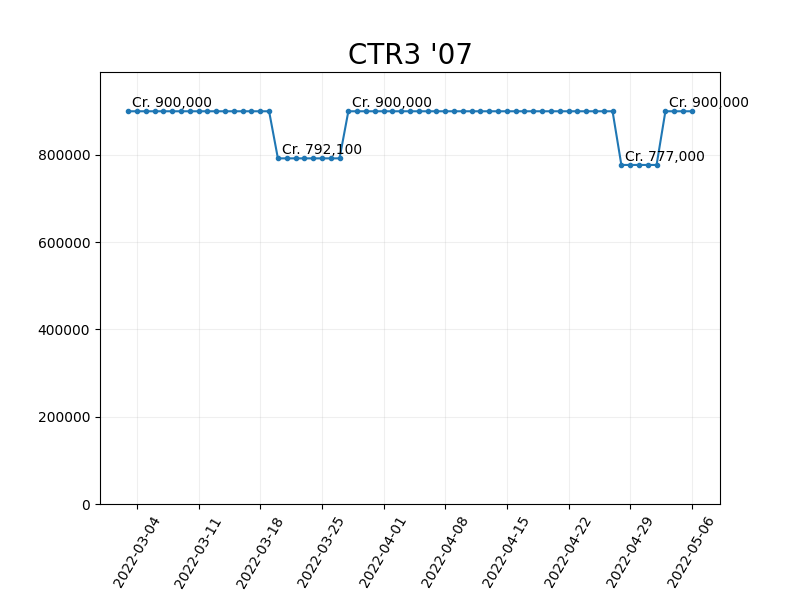 CTR3 '07
Cr. 900,000
Cr. 900,000
Cr. 900,000
Cr. 792,100
Cr. 777,000
800000
600000
400000
200000
0
2022-03-04
2022-03-11
2022-03-18
2022-03-25
2022-04-01
2022-04-08
2022-04-15
2022-04-22
2022-04-29
2022-05-06